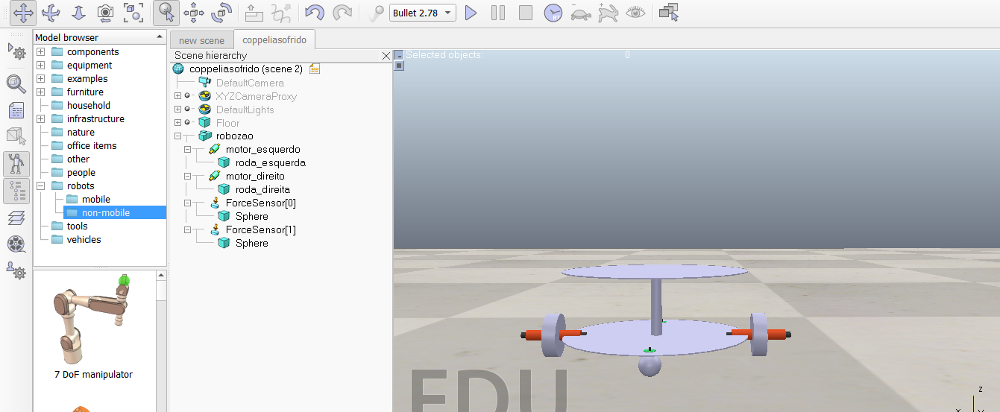 Bullet 2.78
RT
Model browser
components
equipment
examples
furniture
household
infrastructure
nature
office items
other
people
robots
mobile
non-mobile
tools
vehicles
7 DoF manipulator
new scene
coppeliasofrido
Scene hierarchy
coppeliasofrido (scene 2)
DefaultCamera
XYZCameraProxy
DefaultLights
Floor
robozao
motor_esquerdo
roda_esquerda
motor_direito
roda_direita
ForceSensor[0]
Sphere
ForceSensor[1]
Sphere
Selected objects: 0
EDU
z
x
y